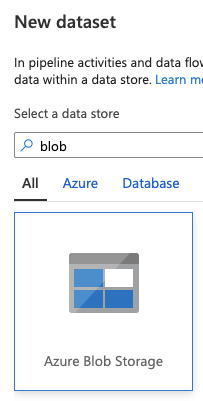 New dataset
In pipeline activities and data flo
data within a data store. Learn m
Select a data store
blob
All Azure Database
Azure Blob Storage